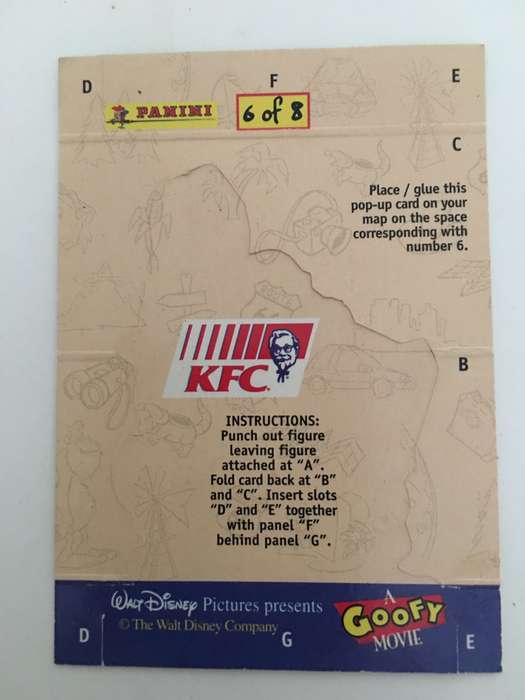 D F E
PANINI
6 of 8
C
Place / glue this
pop-up card on your
map on the space
corresponding with
number 6.
KFC
B
INSTRUCTIONS:
Punch out figure
leaving figure
attached at “A”.
Fold card back at “B”
and “C”. Insert slots
“D” and “E” together
with panel “F”
behind panel “G”.
Walt Disney Pictures presents
© The Walt Disney Company
A
GOOFY
MOVIE
D G E